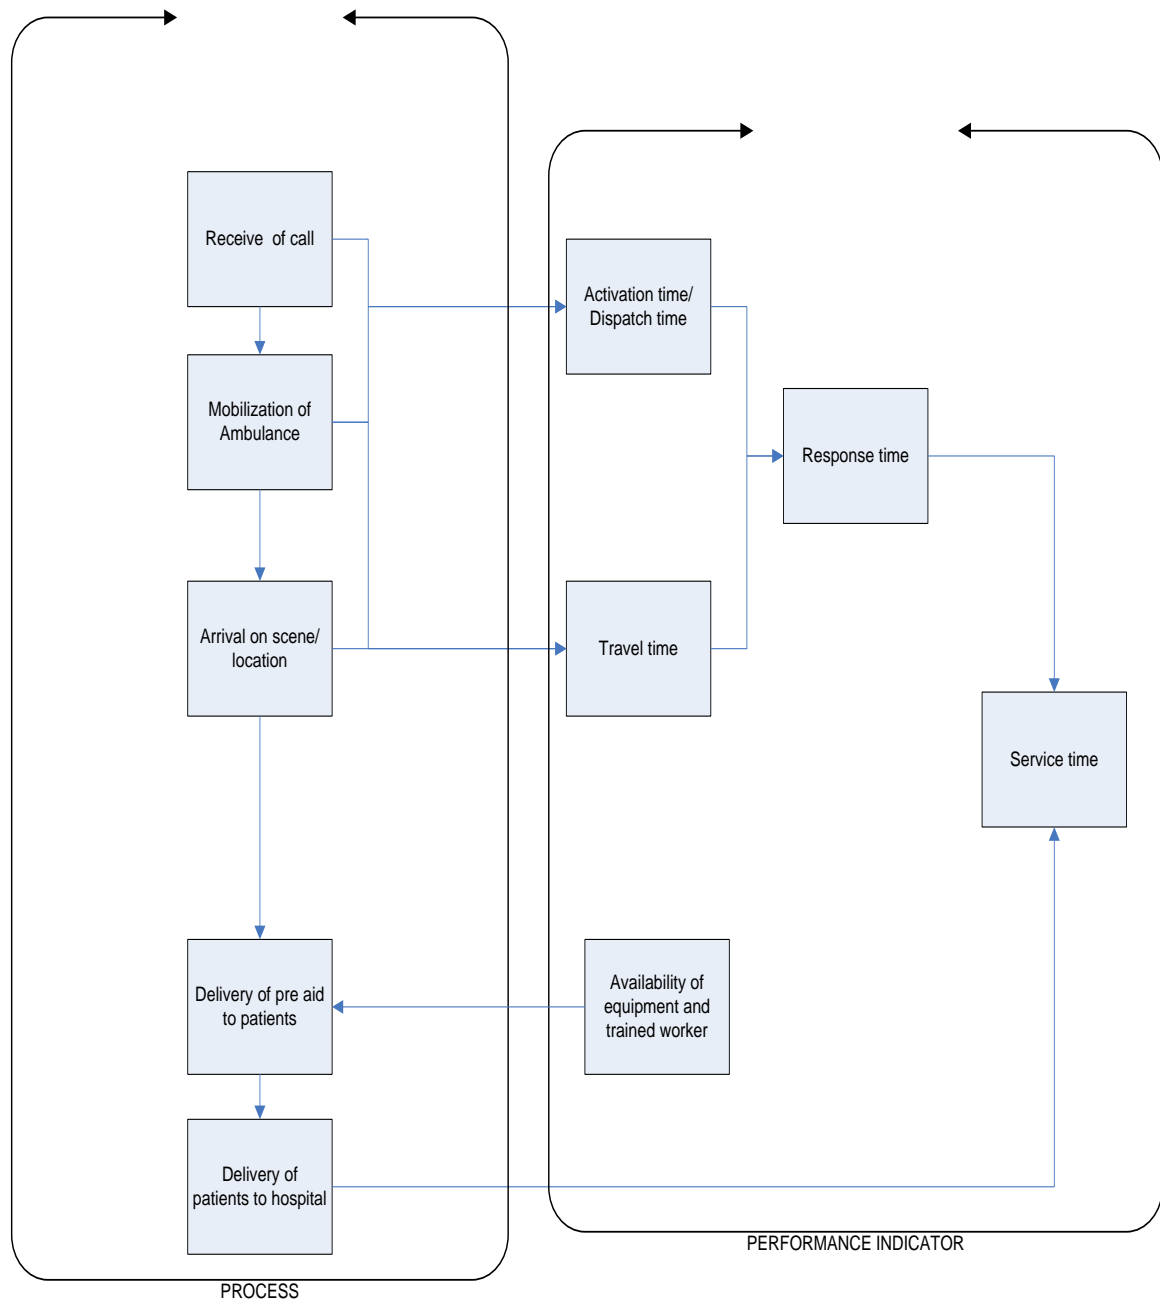 Receive  of call
Activation time/
Dispatch time
Mobilization of
Ambulance
Response time
Arrival on scene/
location
Travel time
Service time
Delivery of pre aid
to patients
Availability of
equipment and
trained worker
Delivery of
patients to hospital
PERFORMANCE INDICATOR
PROCESS